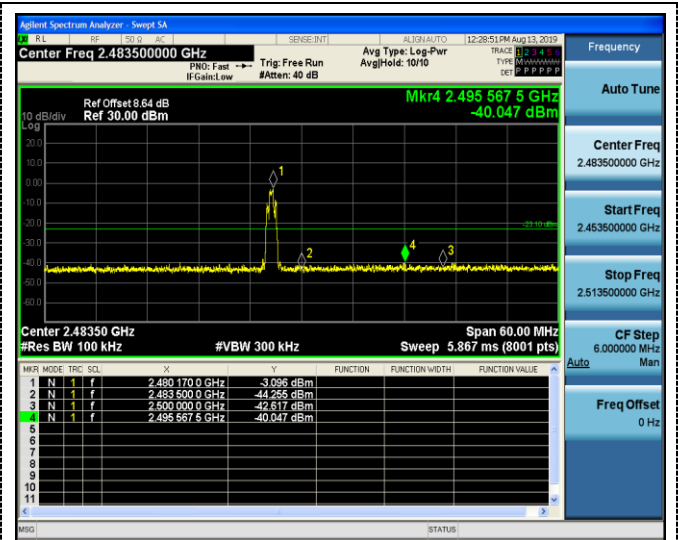 Agilent Spectrum Analyzer - Swept SA
RL RF 50 Ω AC SENSE:INT ALIGNAUTO 12:28:51PM Aug 13, 2019
Center Freq 2.483500000 GHz
PNO: Fast
IFGain:Low
Trig: Free Run
#Atten: 40 dB
Avg Type: Log-Pwr
Avg|Hold: 10/10
TRACE 1 2 3 4 5 6
TYPE M
DET P P P P P P
Frequency
Ref Offset 8.64 dB
10 dB/div Ref 30.00 dBm
Log
Mkr4 2.495 567 5 GHz
-40.047 dBm
20.0
10.0
0.00
-10.0
-20.0
-30.0
-40.0
-50.0
-60.0
1
2
4
3
-23.10 dBm
Center 2.48350 GHz
Span 60.00 MHz
#Res BW 100 kHz
#VBW 300 kHz
Sweep 5.867 ms (8001 pts)
MKR MODE TRC SCL X Y FUNCTION FUNCTION WIDTH FUNCTION VALUE
1 N 1 f 2.480 170 0 GHz -3.096 dBm
2 N 1 f 2.483 500 0 GHz -44.255 dBm
3 N 1 f 2.500 000 0 GHz -42.617 dBm
4 N 1 f 2.495 567 5 GHz -40.047 dBm
5
6
7
8
9
10
11
MSG
STATUS
Auto Tune
Center Freq
2.483500000 GHz
Start Freq
2.453500000 GHz
Stop Freq
2.513500000 GHz
CF Step
6.000000 MHz
Auto Man
Freq Offset
0 Hz